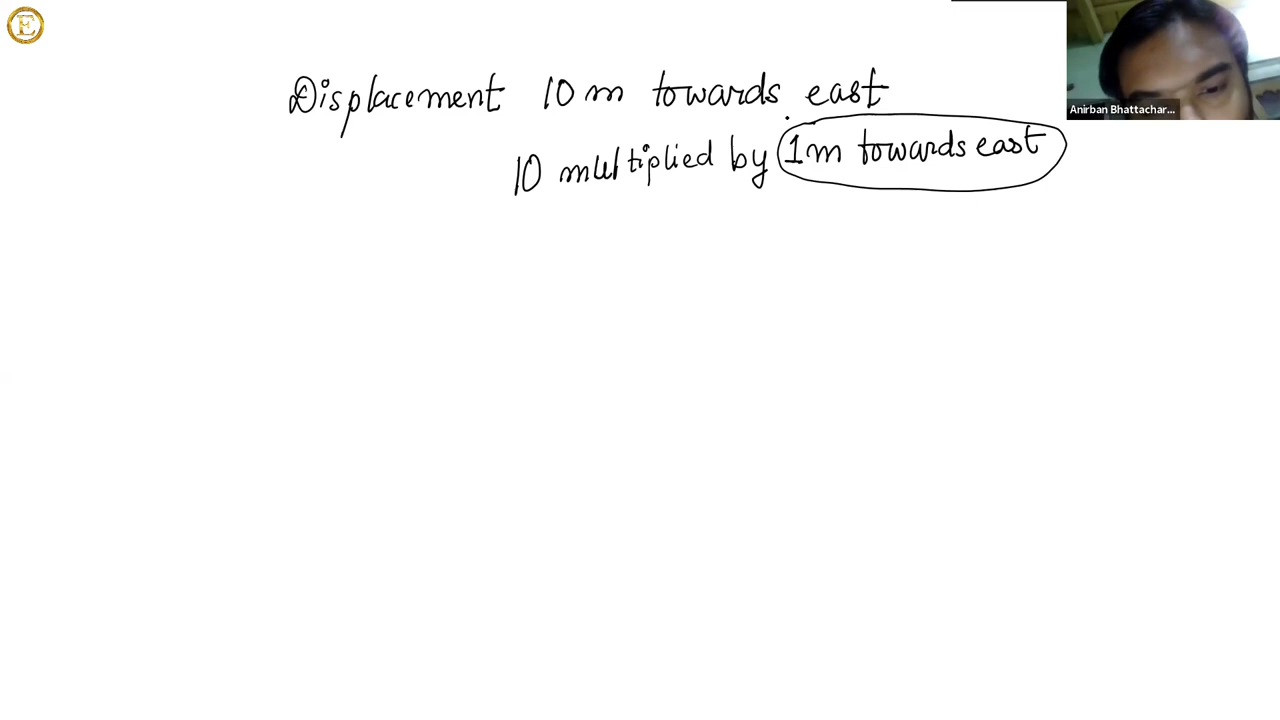 E
Displacement 10 m towards east
10 multiplied by 1m towards east
Anirban Bhattachar...